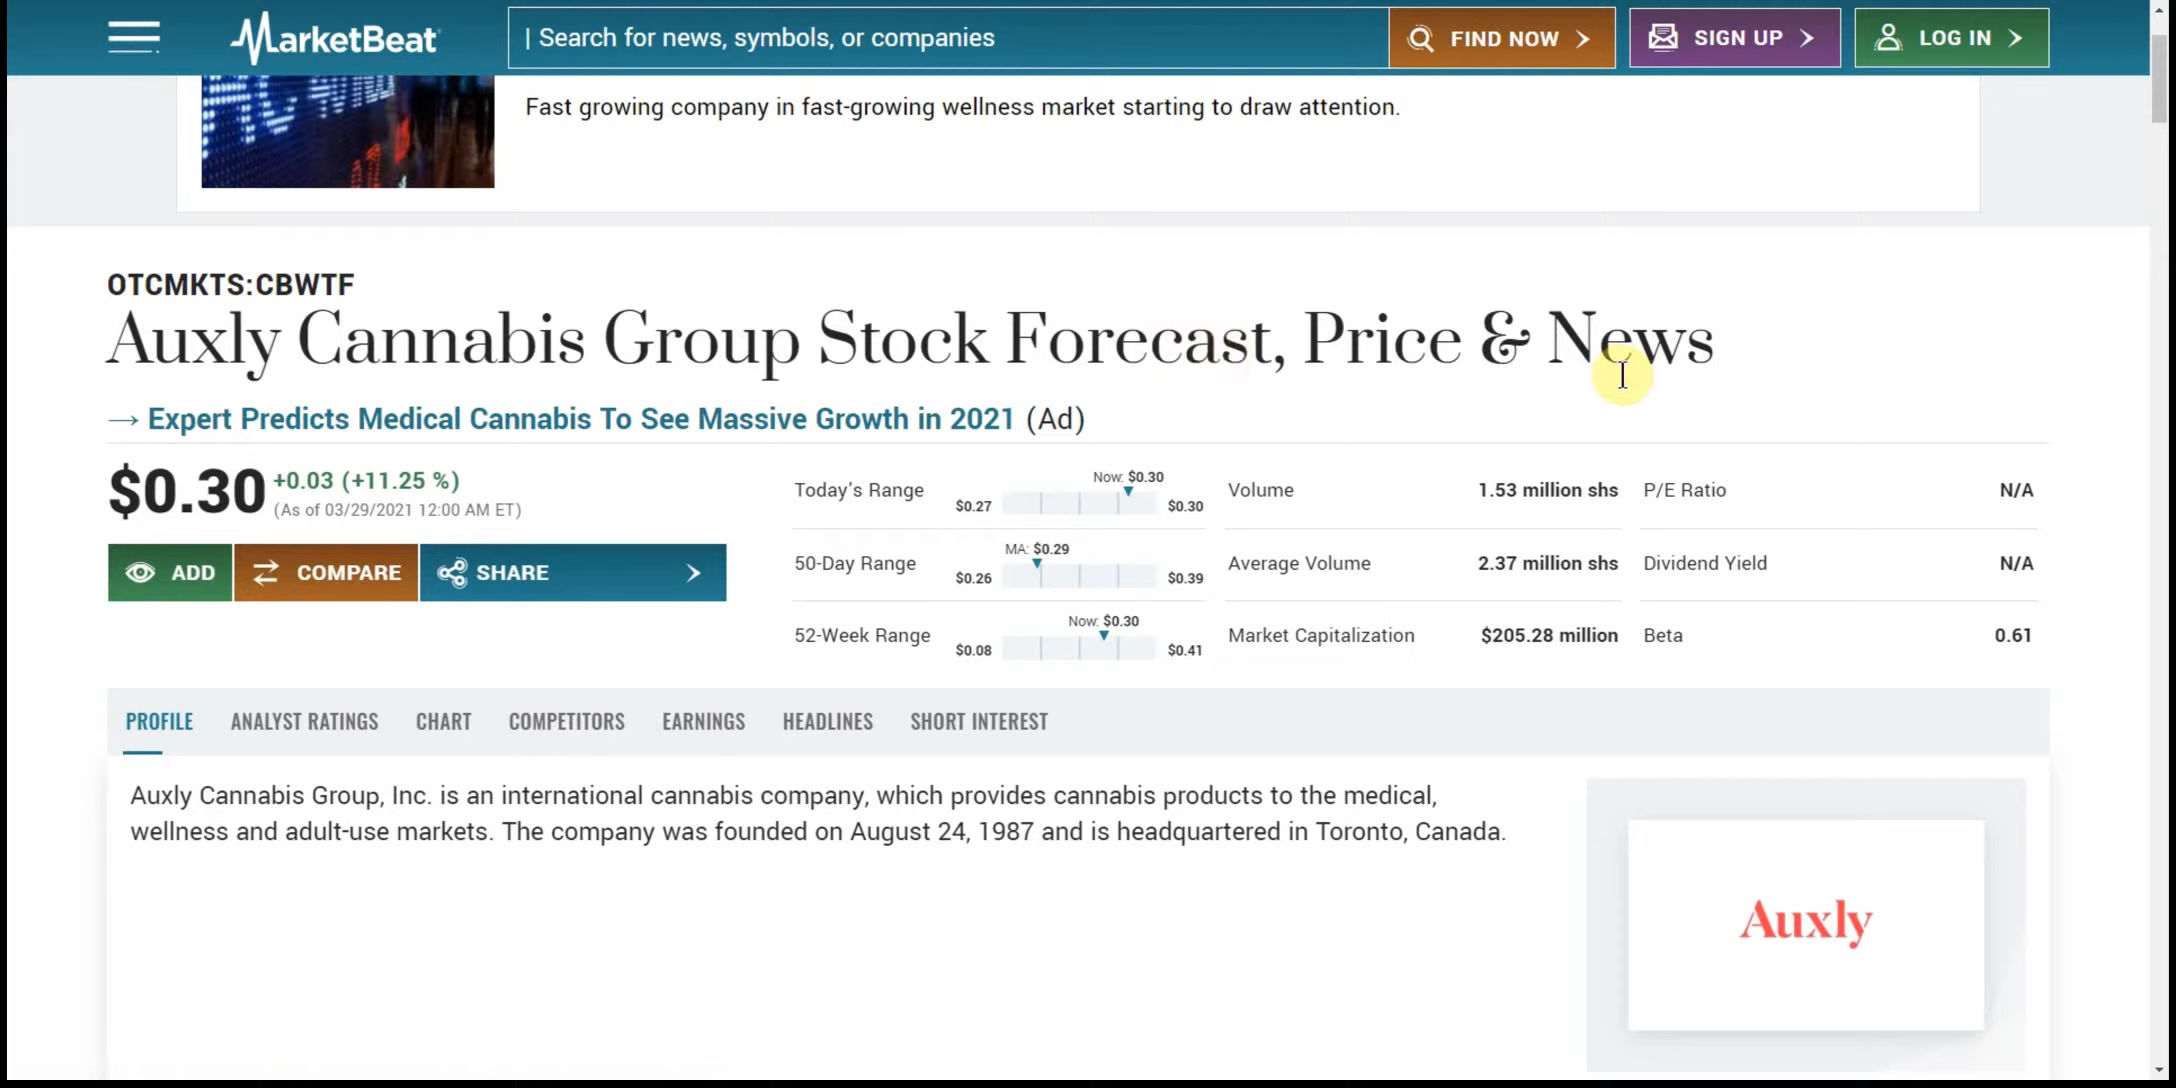 MarketBeat
| Search for news, symbols, or companies
FIND NOW
SIGN UP
LOG IN
Fast growing company in fast-growing wellness market starting to draw attention.
OTCMKTS:CBWTF
Auxly Cannabis Group Stock Forecast, Price & News
→ Expert Predicts Medical Cannabis To See Massive Growth in 2021 (Ad)
$0.30 +0.03 (+11.25 %)
(As of 03/29/2021 12:00 AM ET)
ADD
COMPARE
SHARE
Today's Range
Now: $0.30
$0.27
$0.30
50-Day Range
MA: $0.29
$0.26
$0.39
52-Week Range
Now: $0.30
$0.08
$0.41
Volume 1.53 million shs
Average Volume 2.37 million shs
Market Capitalization $205.28 million
P/E Ratio N/A
Dividend Yield N/A
Beta 0.61
PROFILE ANALYST RATINGS CHART COMPETITORS EARNINGS HEADLINES SHORT INTEREST
Auxly Cannabis Group, Inc. is an international cannabis company, which provides cannabis products to the medical,
wellness and adult-use markets. The company was founded on August 24, 1987 and is headquartered in Toronto, Canada.
Auxly